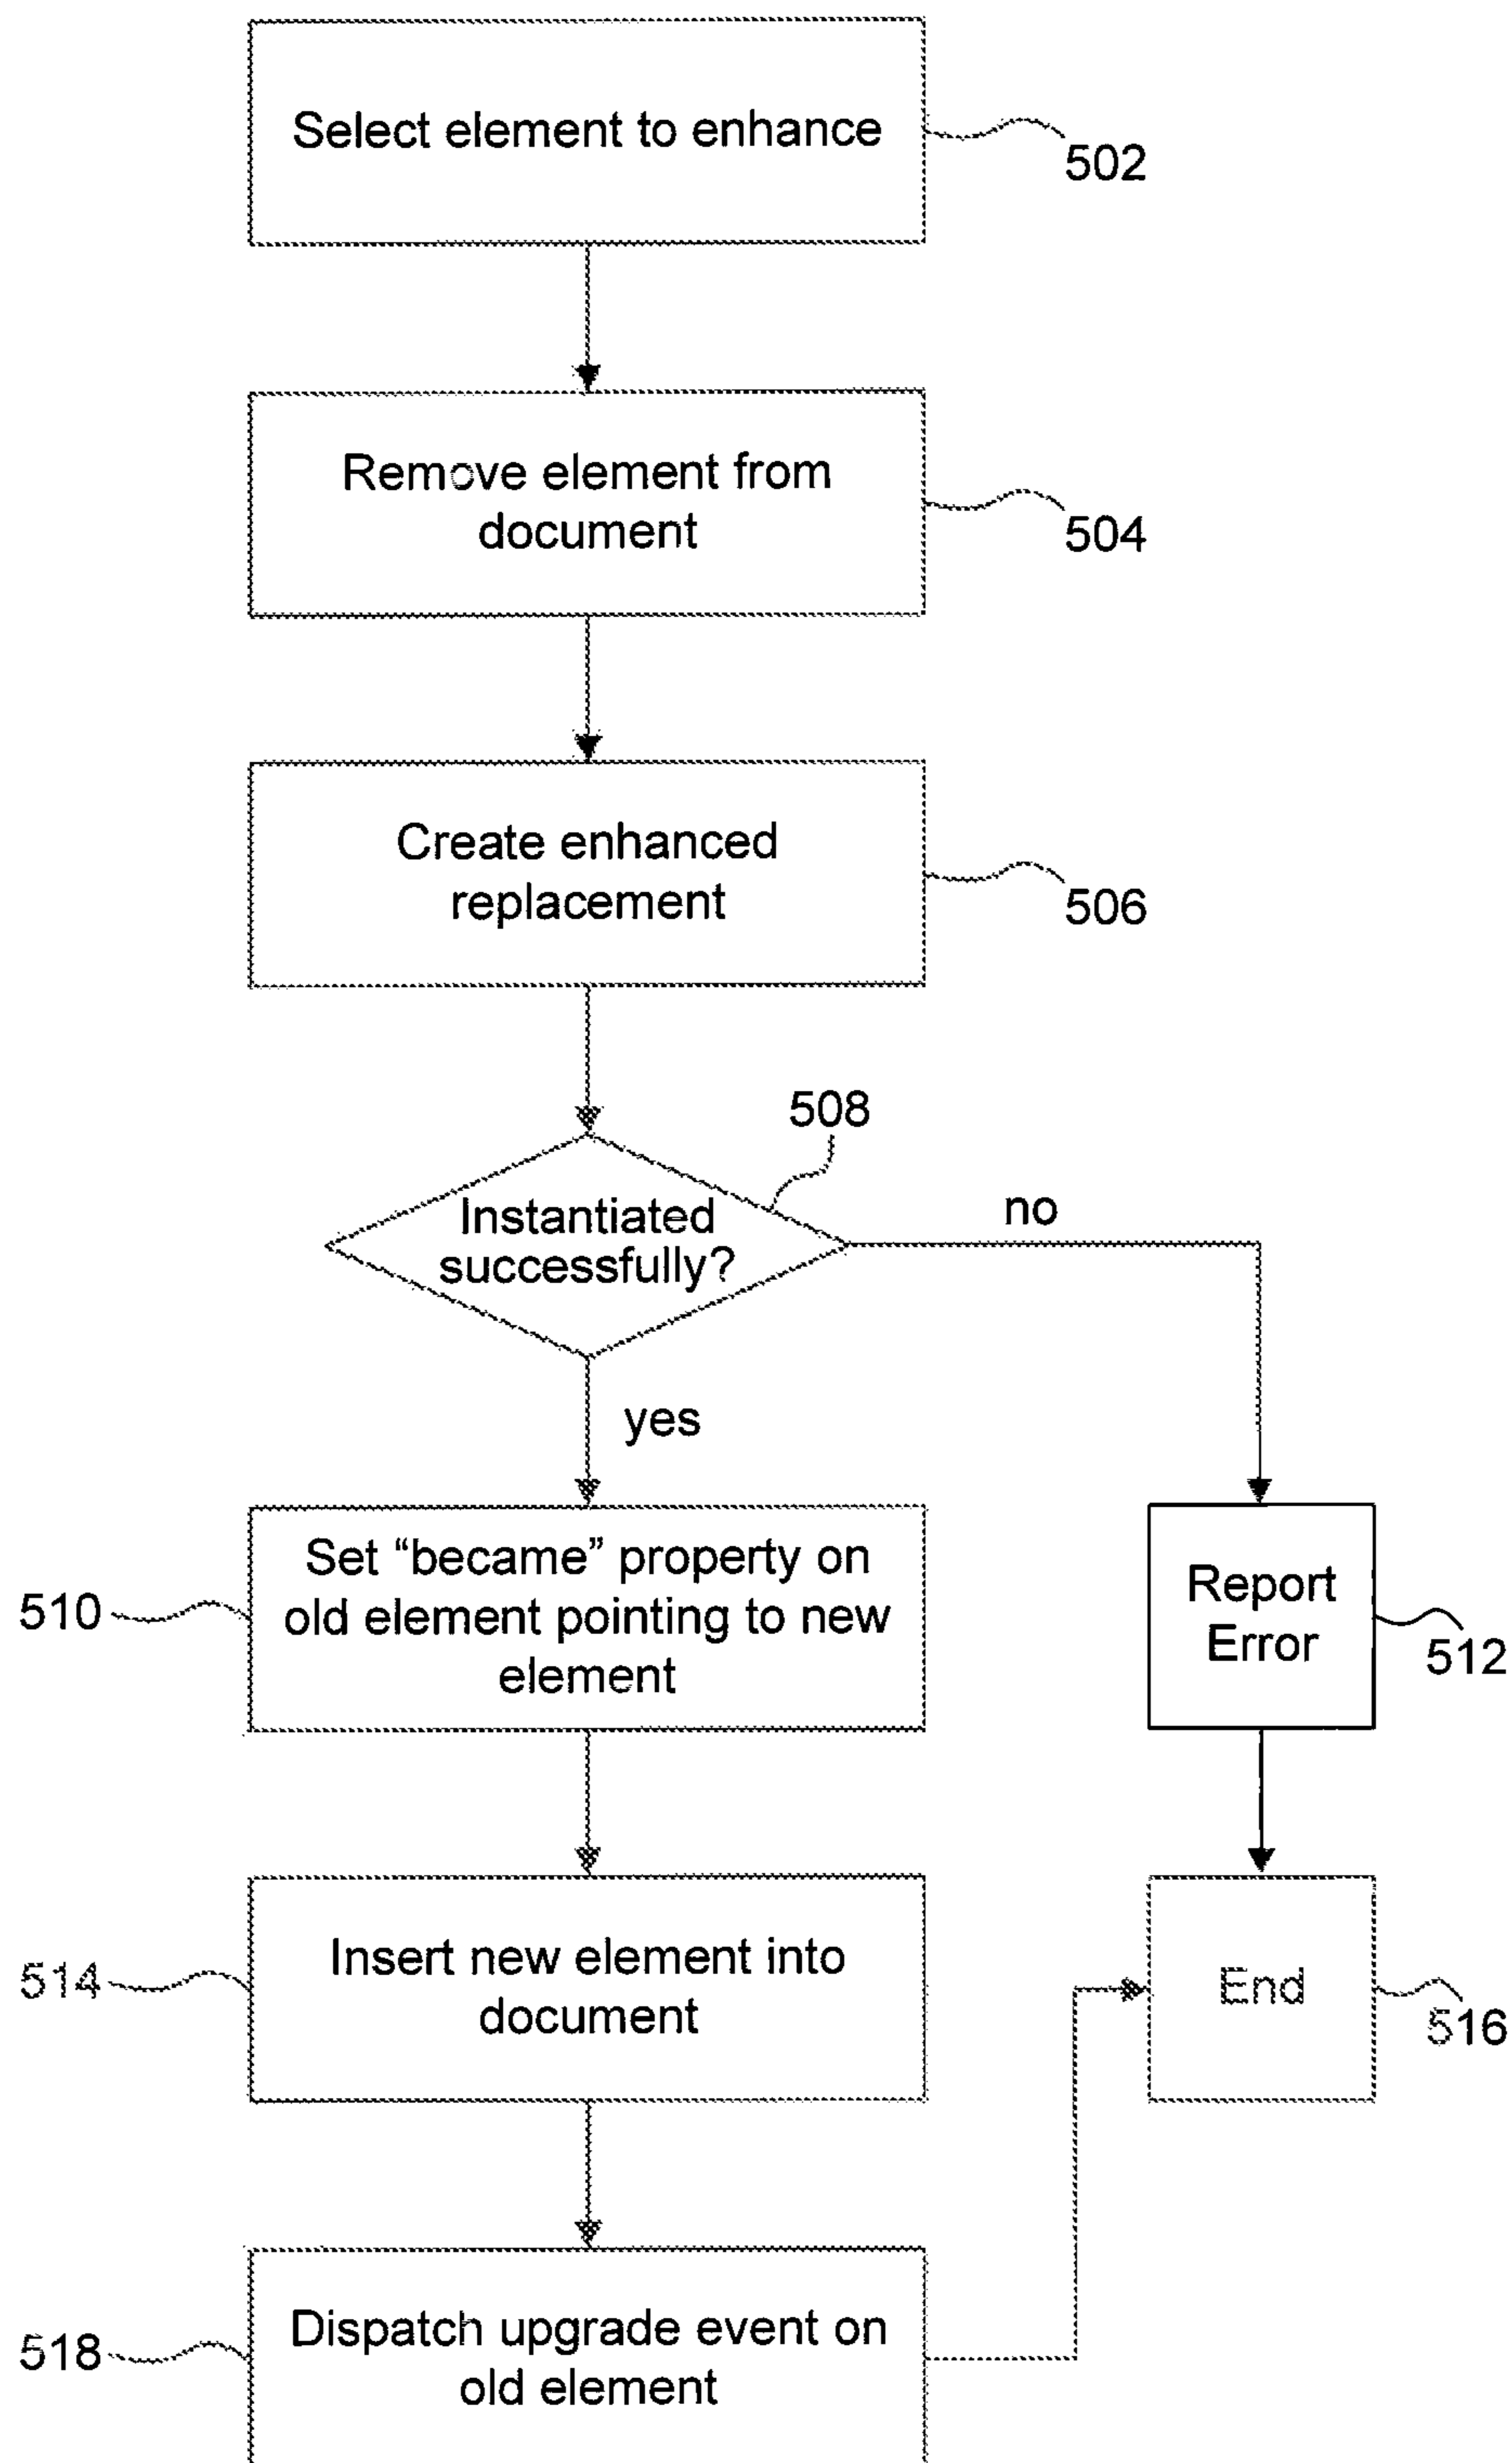 Select element to enhance
502
Remove element from
document
504
Create enhanced
replacement
506
508
Instantiated
successfully?
no
yes
Set “became” property on
old element pointing to new
element
510
Report
Error
512
Insert new element into
document
514
End
516
Dispatch upgrade event on
old element
518